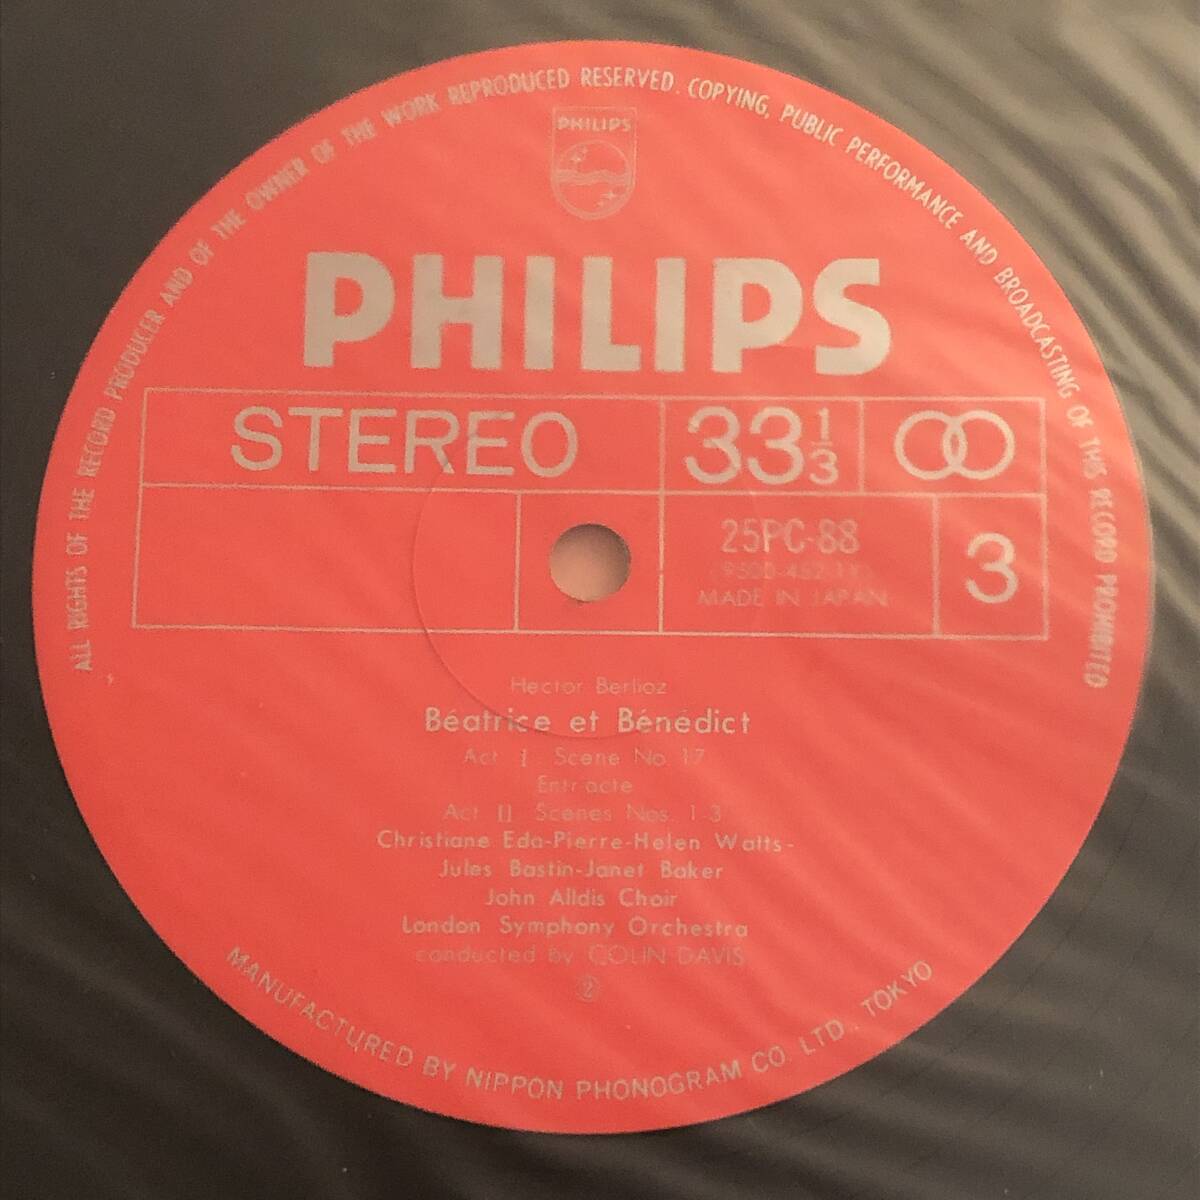 ALL RIGHTS OF THE RECORD PRODUCER AND OF THE OWNER OF THE WORK REPRODUCED RESERVED. COPYING, PUBLIC PERFORMANCE AND BROADCASTING OF THIS RECORD PROHIBITED
PHILIPS
PHILIPS
STEREO 33 1/3
25PC-88 3
MADE IN JAPAN
Hector Berlioz
Béatrice et Bénédict
Act I Scene No. 17
Entr'acte
Act II Scenes Nos. 1-3
Christiane Eda-Pierre-Helen Watts-
Jules Bastin-Janet Baker
John Alldis Choir
London Symphony Orchestra
conducted by COLIN DAVIS
②
MANUFACTURED BY NIPPON PHONOGRAM CO. LTD. TOKYO